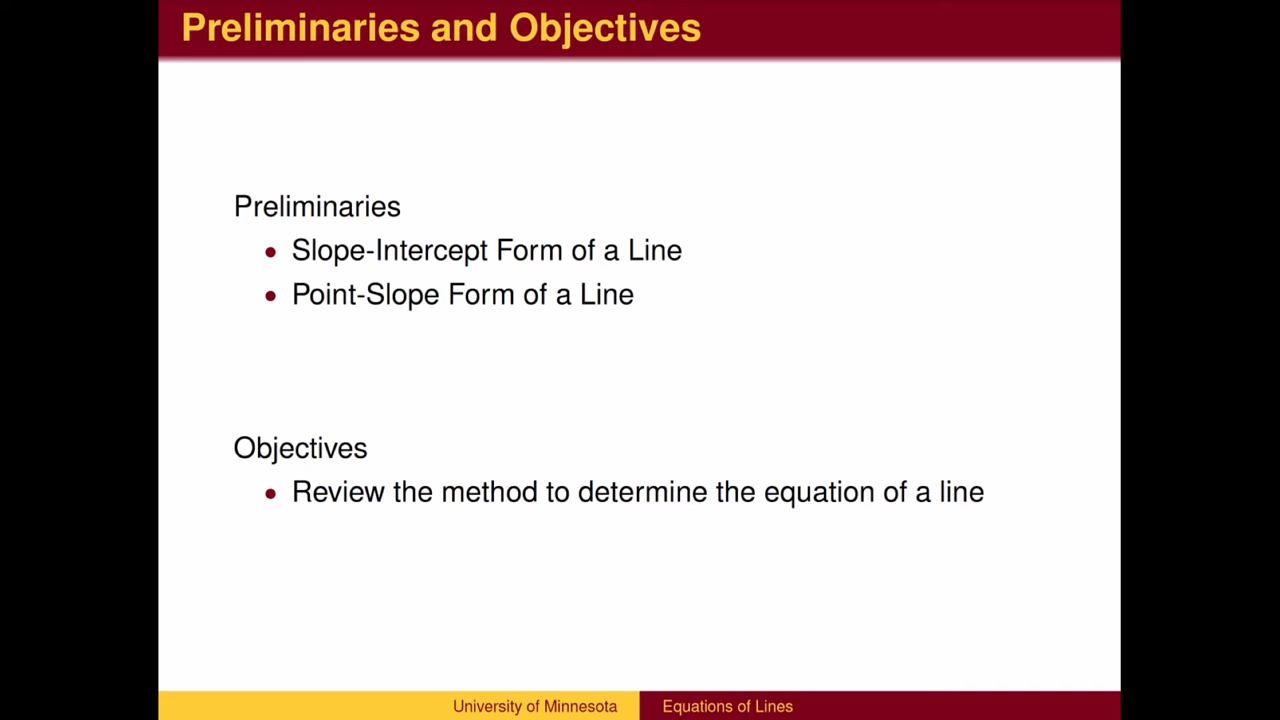 Preliminaries and Objectives
Preliminaries
• Slope-Intercept Form of a Line
• Point-Slope Form of a Line
Objectives
• Review the method to determine the equation of a line
University of Minnesota
Equations of Lines